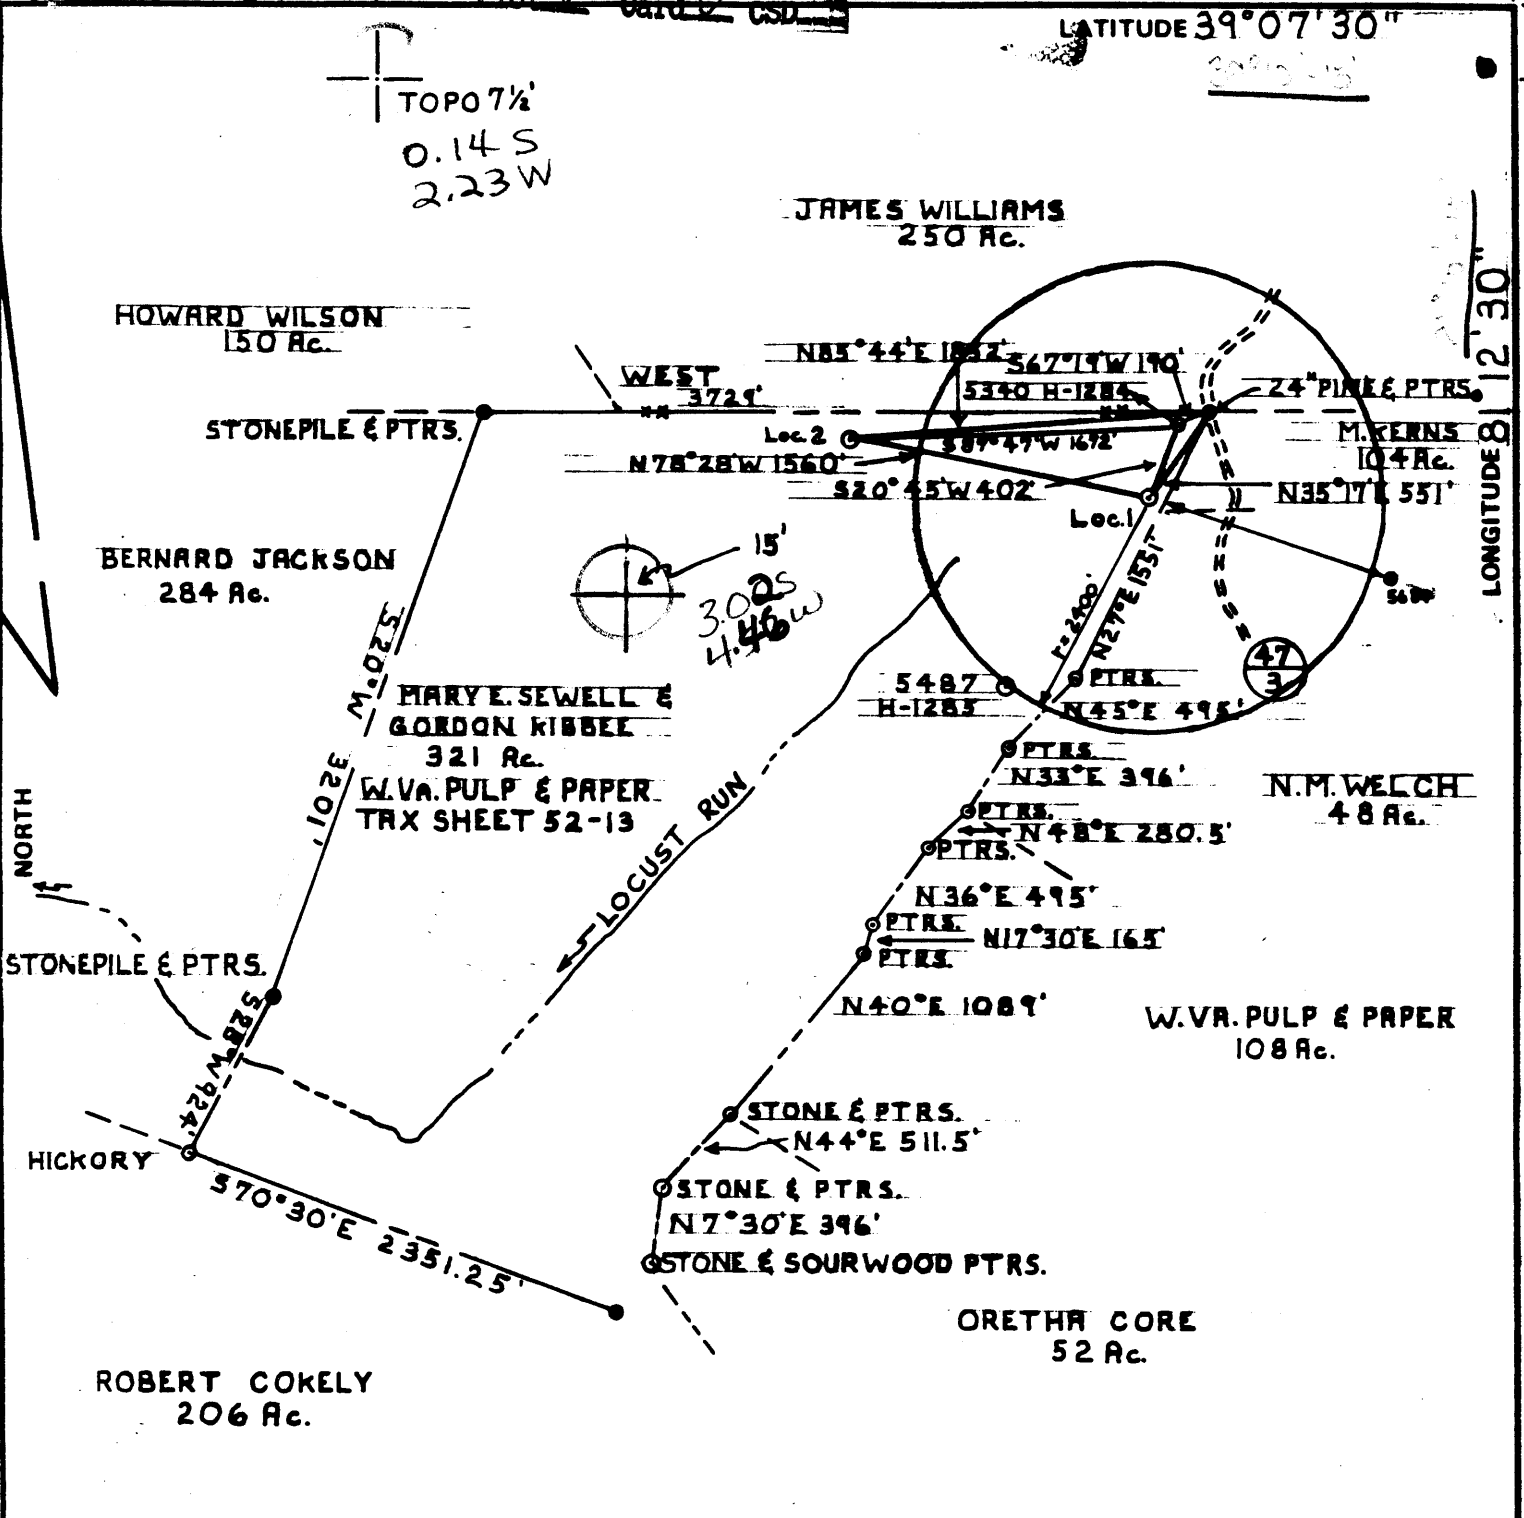 LATITUDE 39°07'30"
TOPO 7½'
0.14 S
2.23 W
JAMES WILLIAMS
250 Ac.
LONGITUDE 81°12'30"
HOWARD WILSON
150 Ac.
N85°44'E 1852'
S67°19'W 190'
WEST
3729'
5340 H-1284
24" PINE & PTRS.
STONEPILE & PTRS.
Loc. 2
S87°47'W 1672'
M. KERNS
104 Ac.
N78°28'W 1560'
S20°45'W 402'
N35°17'E 551'
Loc. 1
BERNARD JACKSON
284 Ac.
15'
3.02 S
4.46 W
r = 2400'
N27°E 1551'
S20°W
3201'
47
3
PTRS.
5487
H-1285
N45°E 495'
MARY E. SEWELL &
GORDON KIBBEE
321 Ac.
W.VA. PULP & PAPER
TAX SHEET 52-13
PTRS.
N33°E 396'
N.M. WELCH
48 Ac.
PTRS.
N48°E 280.5'
PTRS.
NORTH
LOCUST RUN
N36°E 495'
PTRS.
N17°30'E 165'
PTRS.
STONEPILE & PTRS.
S28°W 924'
N40°E 1089'
W.VA. PULP & PAPER
108 Ac.
STONE & PTRS.
N44°E 511.5'
HICKORY
S70°30'E 2351.25'
STONE & PTRS.
N7°30'E 396'
STONE & SOURWOOD PTRS.
ORETHA CORE
52 Ac.
ROBERT COKELY
206 Ac.